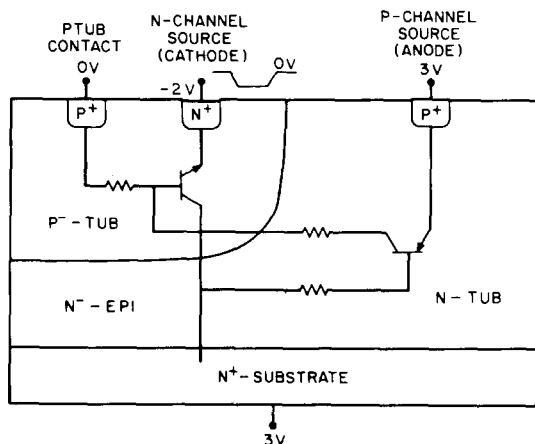 PTUB
CONTACT
0V
N-CHANNEL
SOURCE
(CATHODE)
-2V
0V
P-CHANNEL
SOURCE
(ANODE)
3V
P+
N+
P+
P⁻-TUB
N⁻-EPI
N-TUB
N+-SUBSTRATE
3V